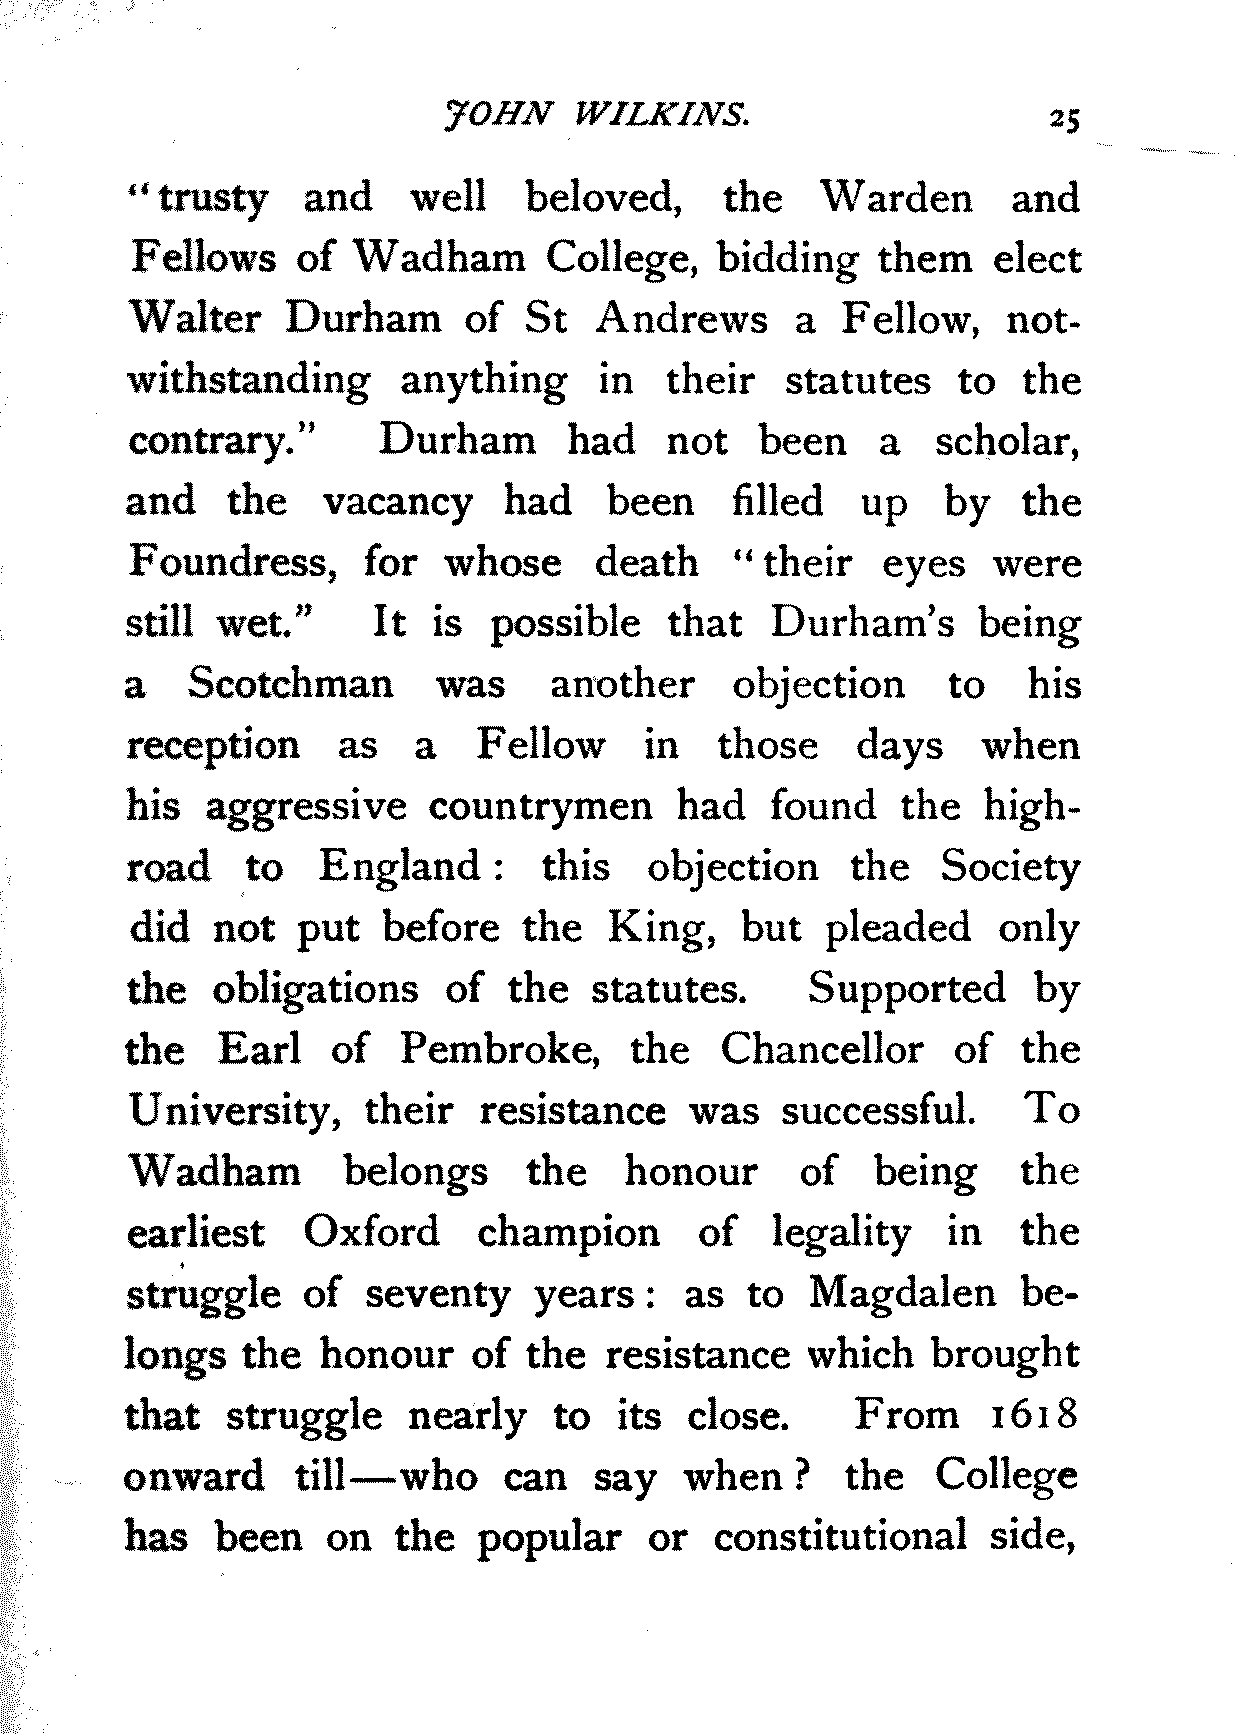 JOHN WILKINS. 25
"trusty and well beloved, the Warden and
Fellows of Wadham College, bidding them elect
Walter Durham of St Andrews a Fellow, not-
withstanding anything in their statutes to the
contrary." Durham had not been a scholar,
and the vacancy had been filled up by the
Foundress, for whose death "their eyes were
still wet." It is possible that Durham's being
a Scotchman was another objection to his
reception as a Fellow in those days when
his aggressive countrymen had found the high-
road to England: this objection the Society
did not put before the King, but pleaded only
the obligations of the statutes. Supported by
the Earl of Pembroke, the Chancellor of the
University, their resistance was successful. To
Wadham belongs the honour of being the
earliest Oxford champion of legality in the
struggle of seventy years: as to Magdalen be-
longs the honour of the resistance which brought
that struggle nearly to its close. From 1618
onward till—who can say when? the College
has been on the popular or constitutional side,